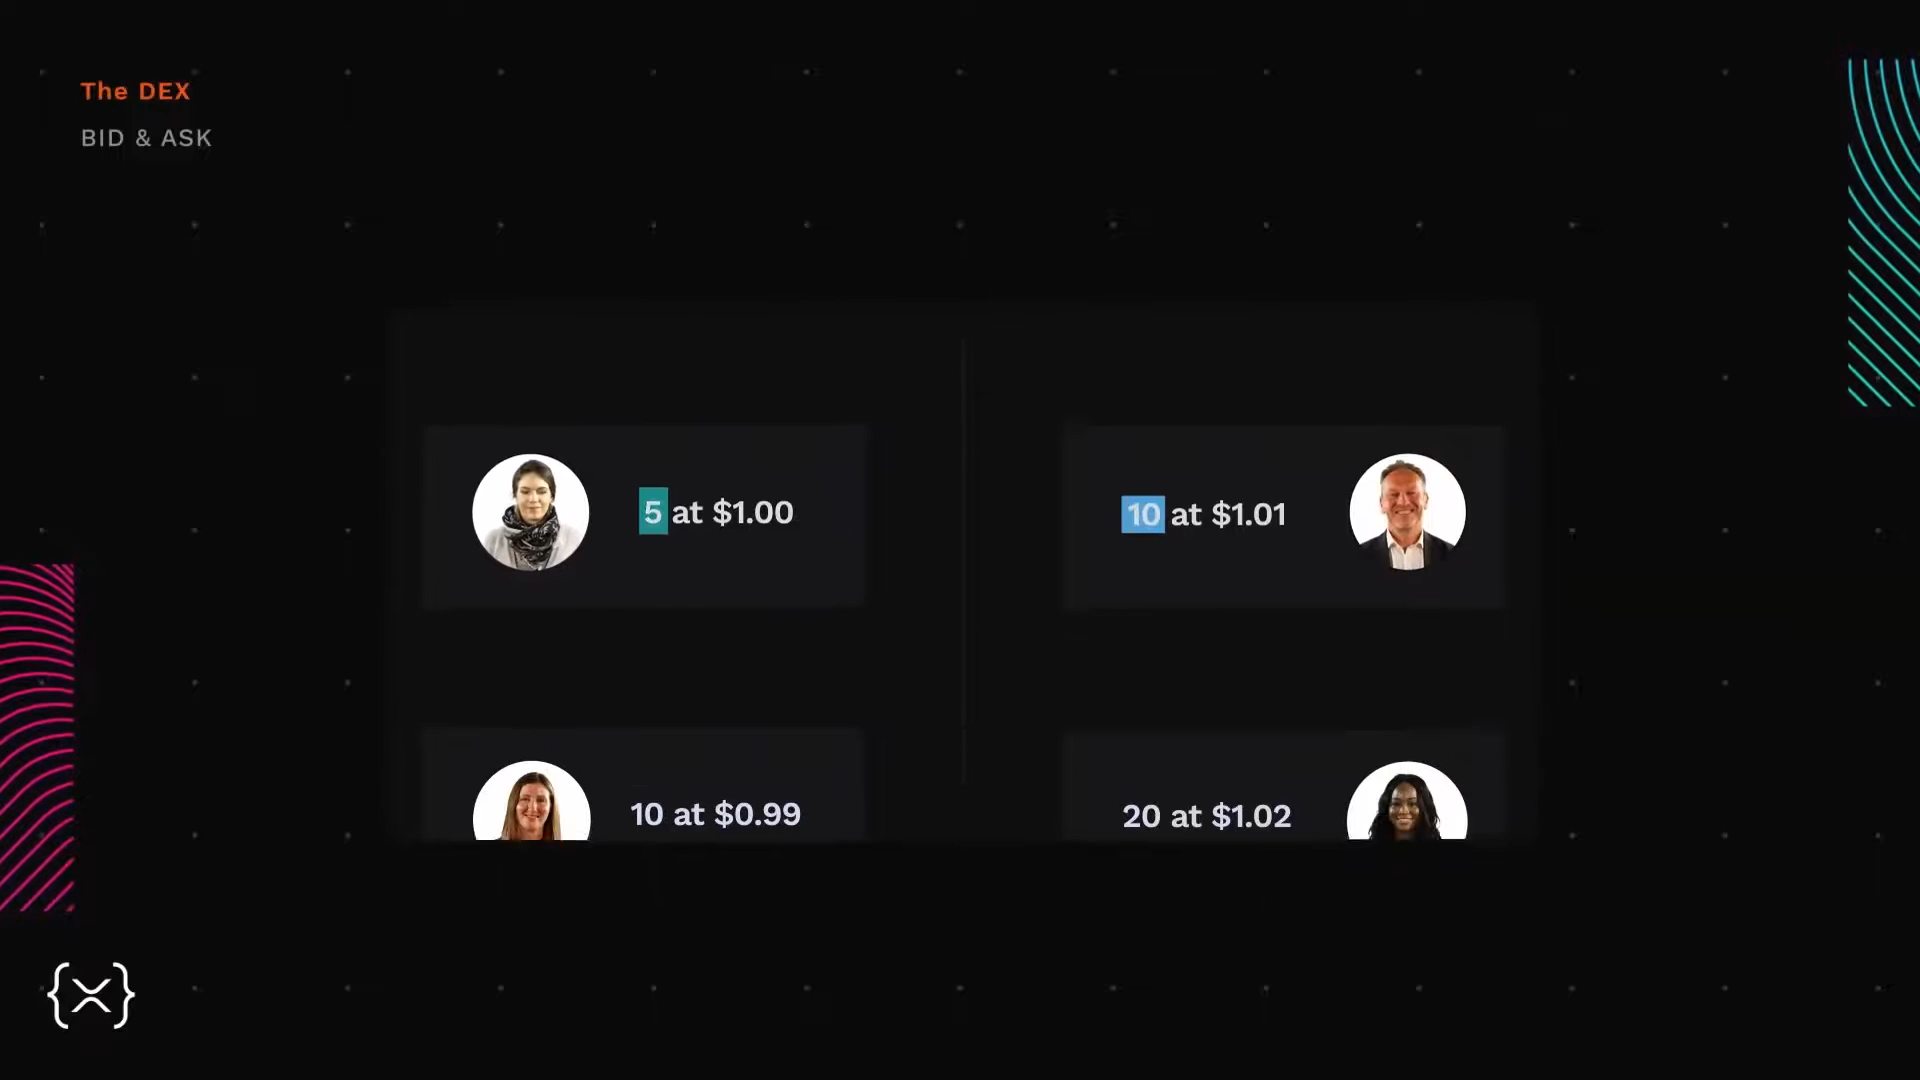 The DEX
BID & ASK
5 at $1.00
10 at $1.01
10 at $0.99
20 at $1.02